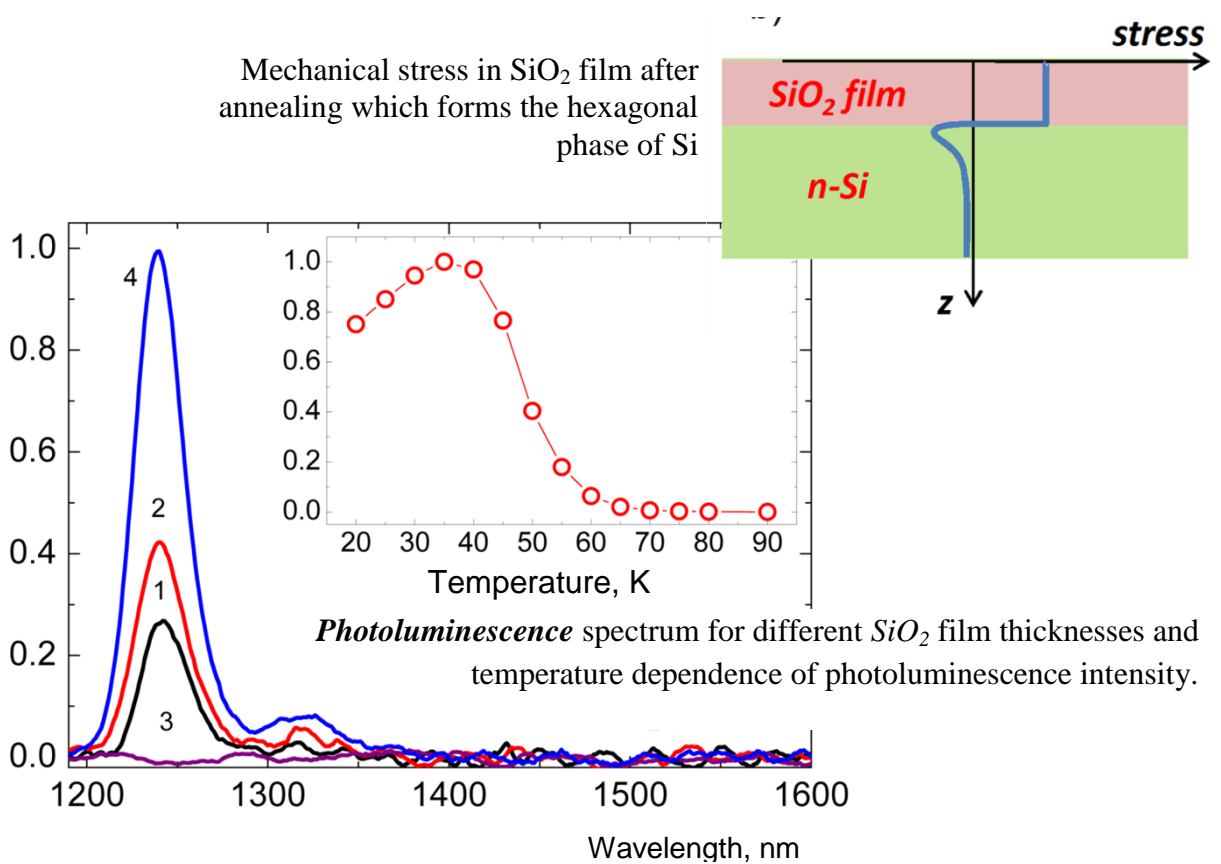 stress
Mechanical stress in SiO₂ film after
annealing which forms the hexagonal
phase of Si
SiO₂ film
n-Si
z
1.0
0.8
0.6
0.4
0.2
0.0
4
2
1
3
1.0
0.8
0.6
0.4
0.2
0.0
20 30 40 50 60 70 80 90
Temperature, K
Photoluminescence spectrum for different SiO₂ film thicknesses and
temperature dependence of photoluminescence intensity.
1200 1300 1400 1500 1600
Wavelength, nm